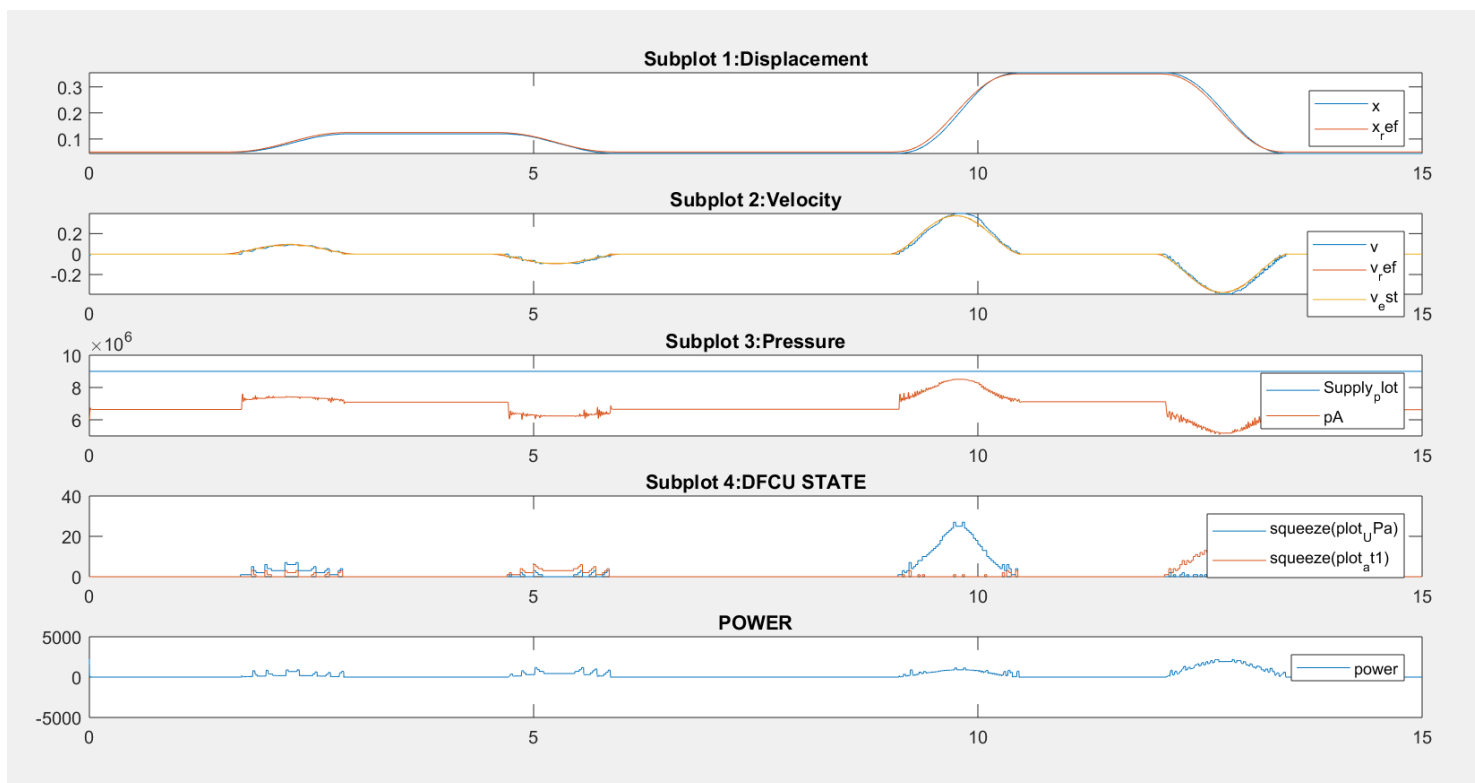 Subplot 1:Displacement
0.3
0.2
0.1
x
x_ref
0 5 10 15
Subplot 2:Velocity
0.2
0
-0.2
v
v_ref
v_est
0 5 10 15
Subplot 3:Pressure
×10^6
10
8
6
Supply_plot
pA
0 5 10 15
Subplot 4:DFCU STATE
40
20
0
squeeze(plot_UPa)
squeeze(plot_at1)
0 5 10 15
POWER
5000
0
-5000
power
0 5 10 15